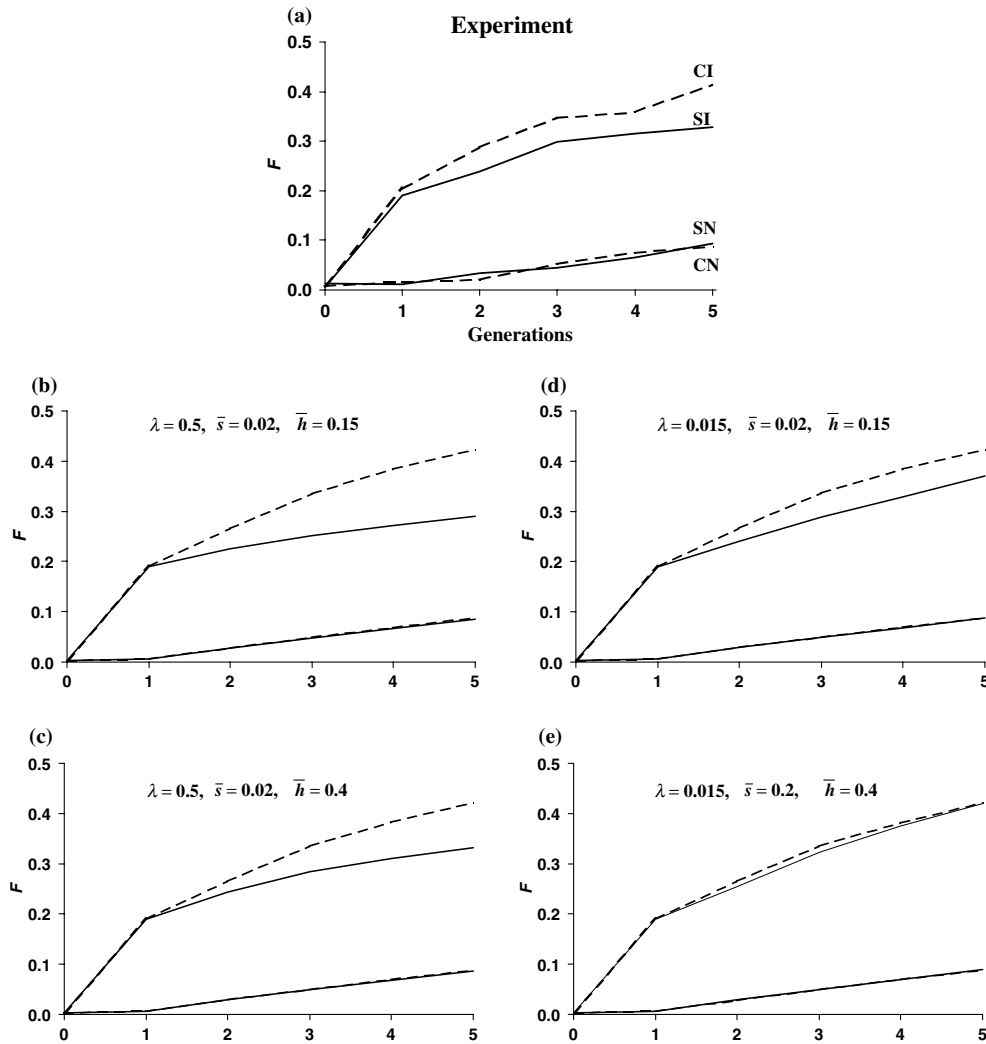 (a)
Experiment
0.5
0.4
0.3
0.2
0.1
0.0
F
CI
SI
SN
CN
0 1 2 3 4 5
Generations
(b)
λ = 0.5, s̄ = 0.02, h̄ = 0.15
0.5
0.4
0.3
0.2
0.1
0.0
F
0 1 2 3 4 5
(d)
λ = 0.015, s̄ = 0.02, h̄ = 0.15
0.5
0.4
0.3
0.2
0.1
0.0
F
0 1 2 3 4 5
(c)
λ = 0.5, s̄ = 0.02, h̄ = 0.4
0.5
0.4
0.3
0.2
0.1
0.0
F
0 1 2 3 4 5
(e)
λ = 0.015, s̄ = 0.2, h̄ = 0.4
0.5
0.4
0.3
0.2
0.1
0.0
F
0 1 2 3 4 5